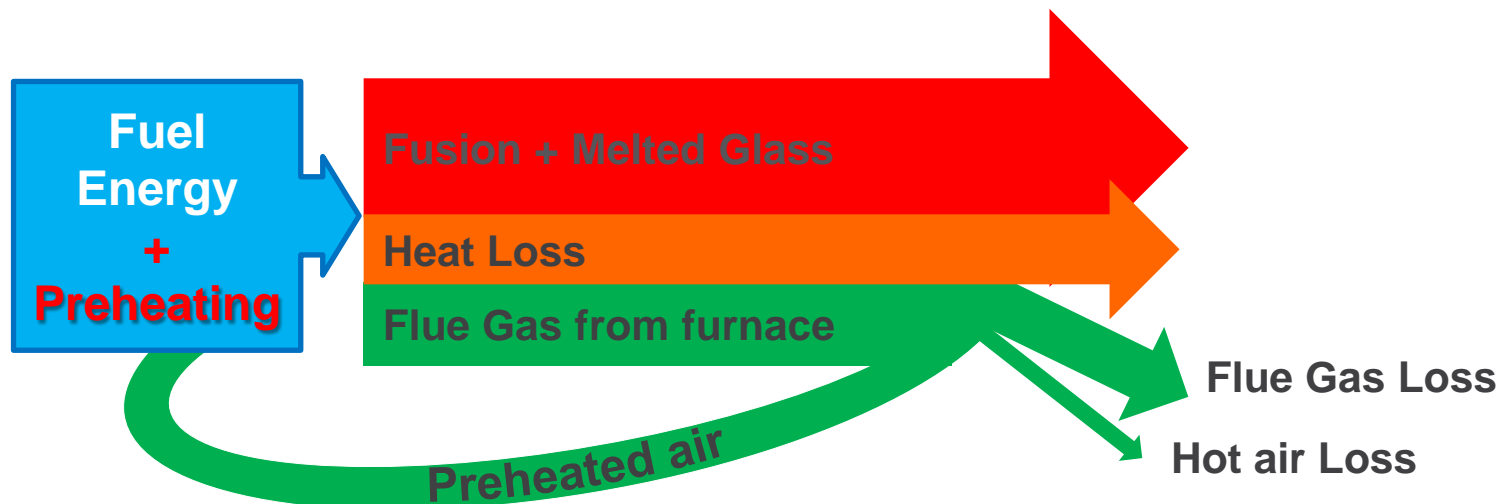 Fuel
Energy
+
Preheating
Fusion + Melted Glass
Heat Loss
Flue Gas from furnace
Flue Gas Loss
Hot air Loss
Preheated air